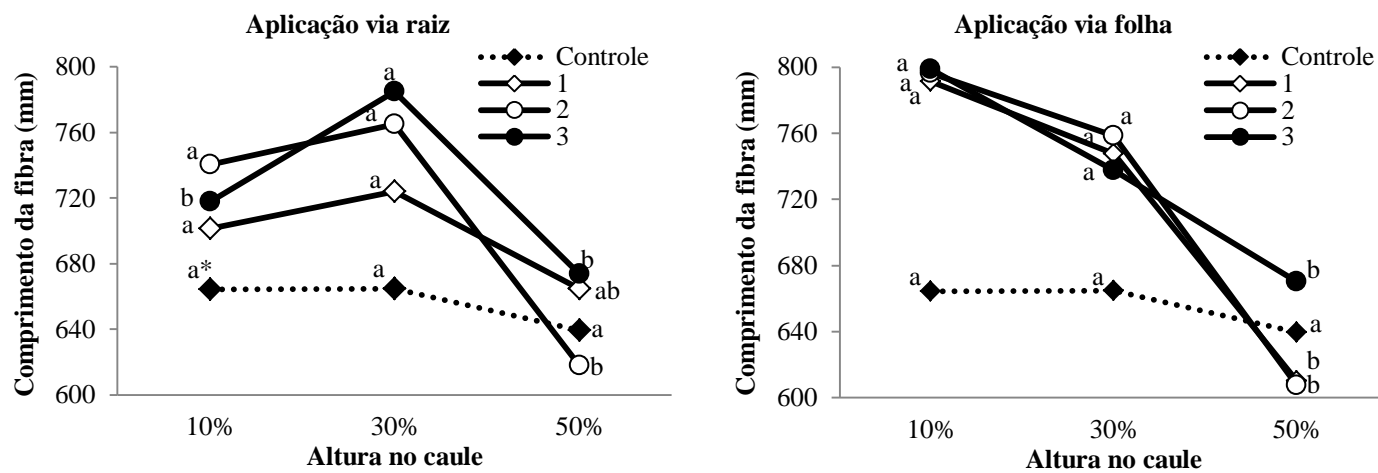 Aplicação via raiz
Controle
1
2
3
Comprimento da fibra (mm)
800
760
720
680
640
600
a
a
a
b
a
a
a*
a
b
ab
a
b
10%
30%
50%
Altura no caule
Aplicação via folha
Controle
1
2
3
Comprimento da fibra (mm)
800
760
720
680
640
600
a
a
a
a
a
a
a
a
b
a
b
b
10%
30%
50%
Altura no caule